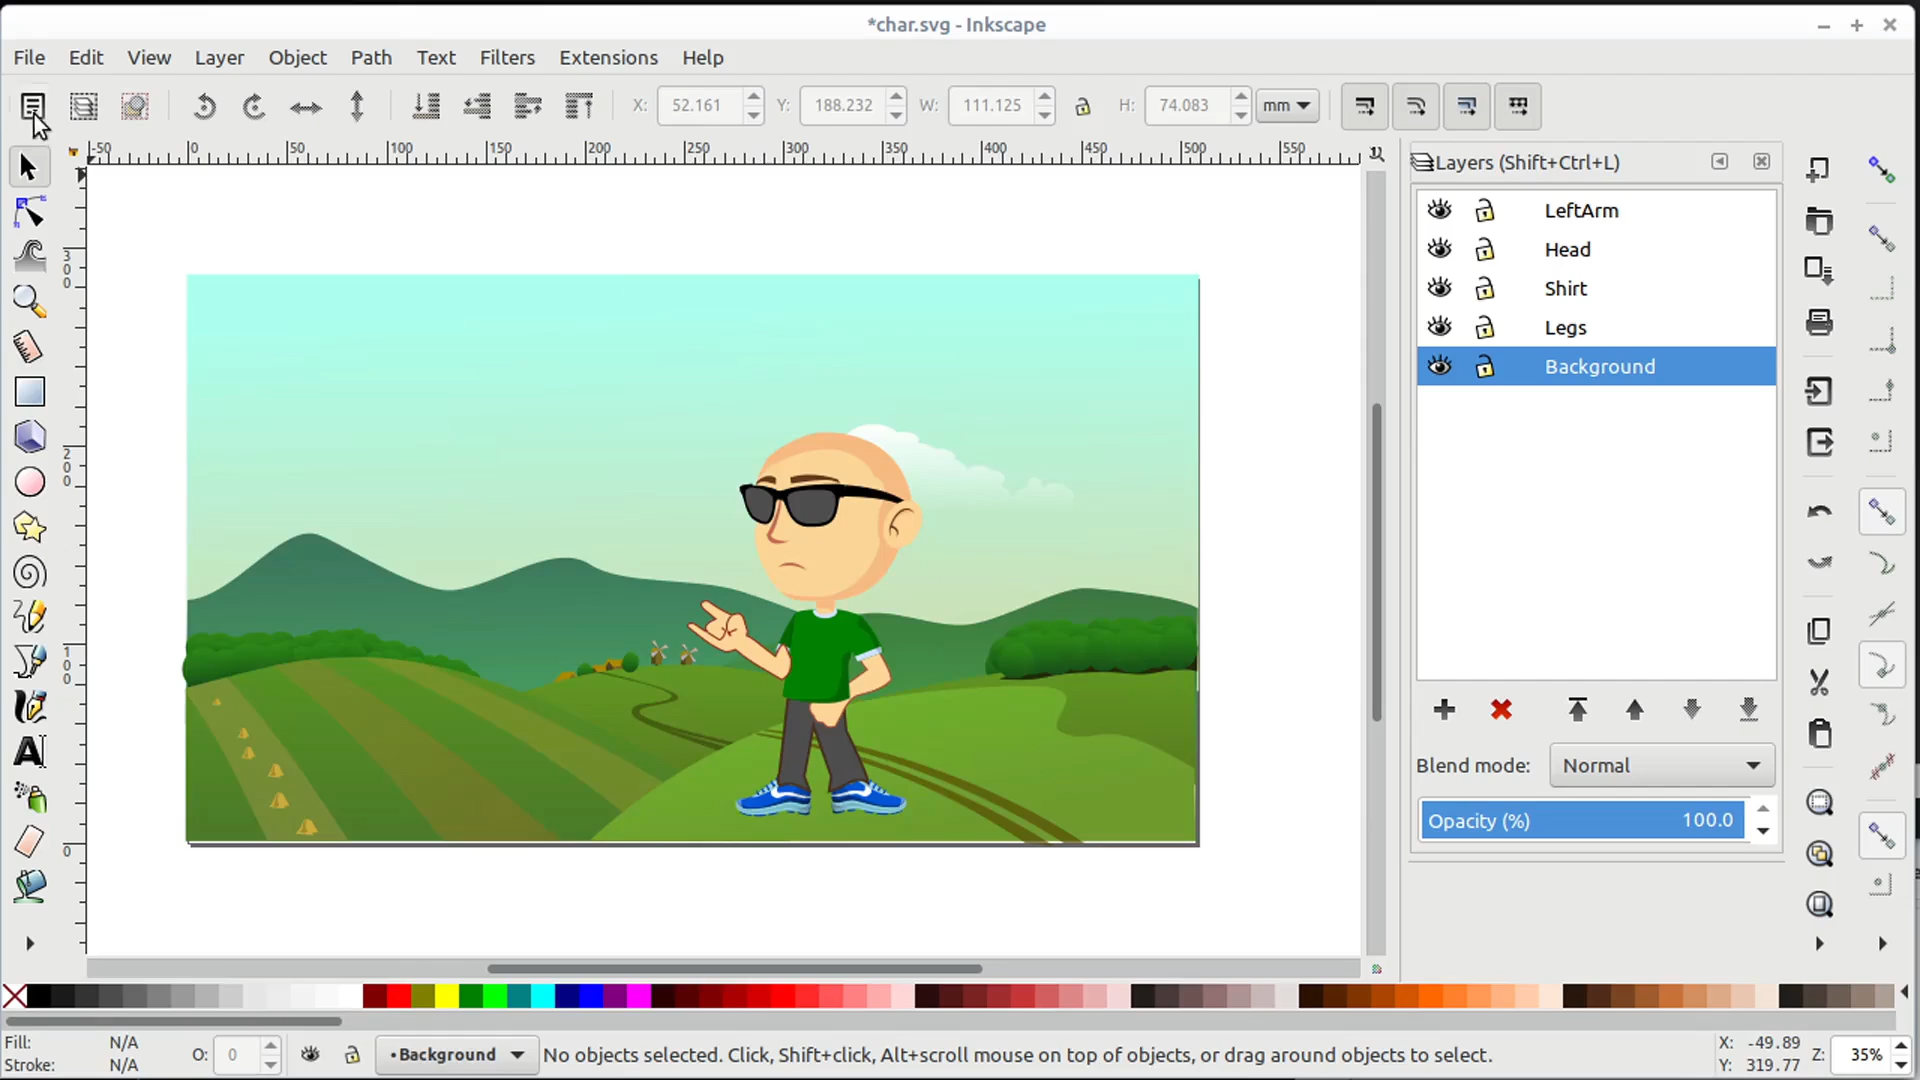 *char.svg - Inkscape
File Edit View Layer Object Path Text Filters Extensions Help
X: 52.161 Y: 188.232 W: 111.125 H: 74.083 mm
-50 0 50 100 150 200 250 300 350 400 450 500 550
300
200
100
0
Layers (Shift+Ctrl+L)
LeftArm
Head
Shirt
Legs
Background
Blend mode: Normal
Opacity (%) 100.0
Fill: N/A
Stroke: N/A
O: 0
•Background
No objects selected. Click, Shift+click, Alt+scroll mouse on top of objects, or drag around objects to select.
X: -49.89
Y: 319.77
Z: 35%